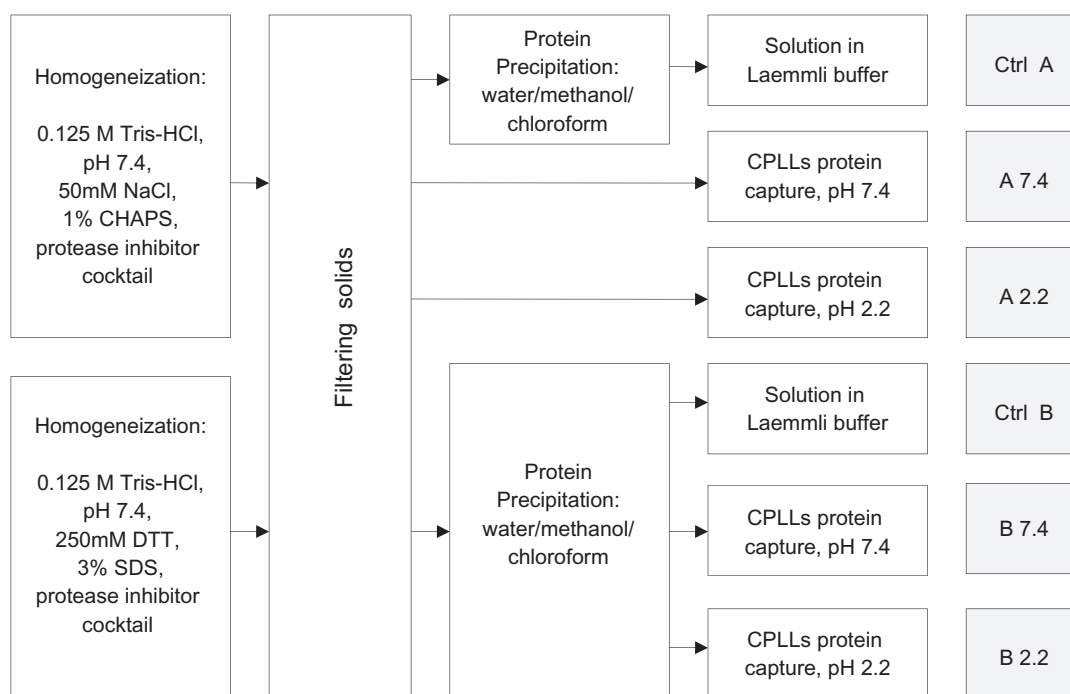 Homogeneization:
0.125 M Tris-HCl,
pH 7.4,
50mM NaCl,
1% CHAPS,
protease inhibitor
cocktail
Homogeneization:
0.125 M Tris-HCl,
pH 7.4,
250mM DTT,
3% SDS,
protease inhibitor
cocktail
Filtering solids
Protein
Precipitation:
water/methanol/
chloroform
Protein
Precipitation:
water/methanol/
chloroform
Solution in
Laemmli buffer
CPLLs protein
capture, pH 7.4
CPLLs protein
capture, pH 2.2
Solution in
Laemmli buffer
CPLLs protein
capture, pH 7.4
CPLLs protein
capture, pH 2.2
Ctrl A
A 7.4
A 2.2
Ctrl B
B 7.4
B 2.2